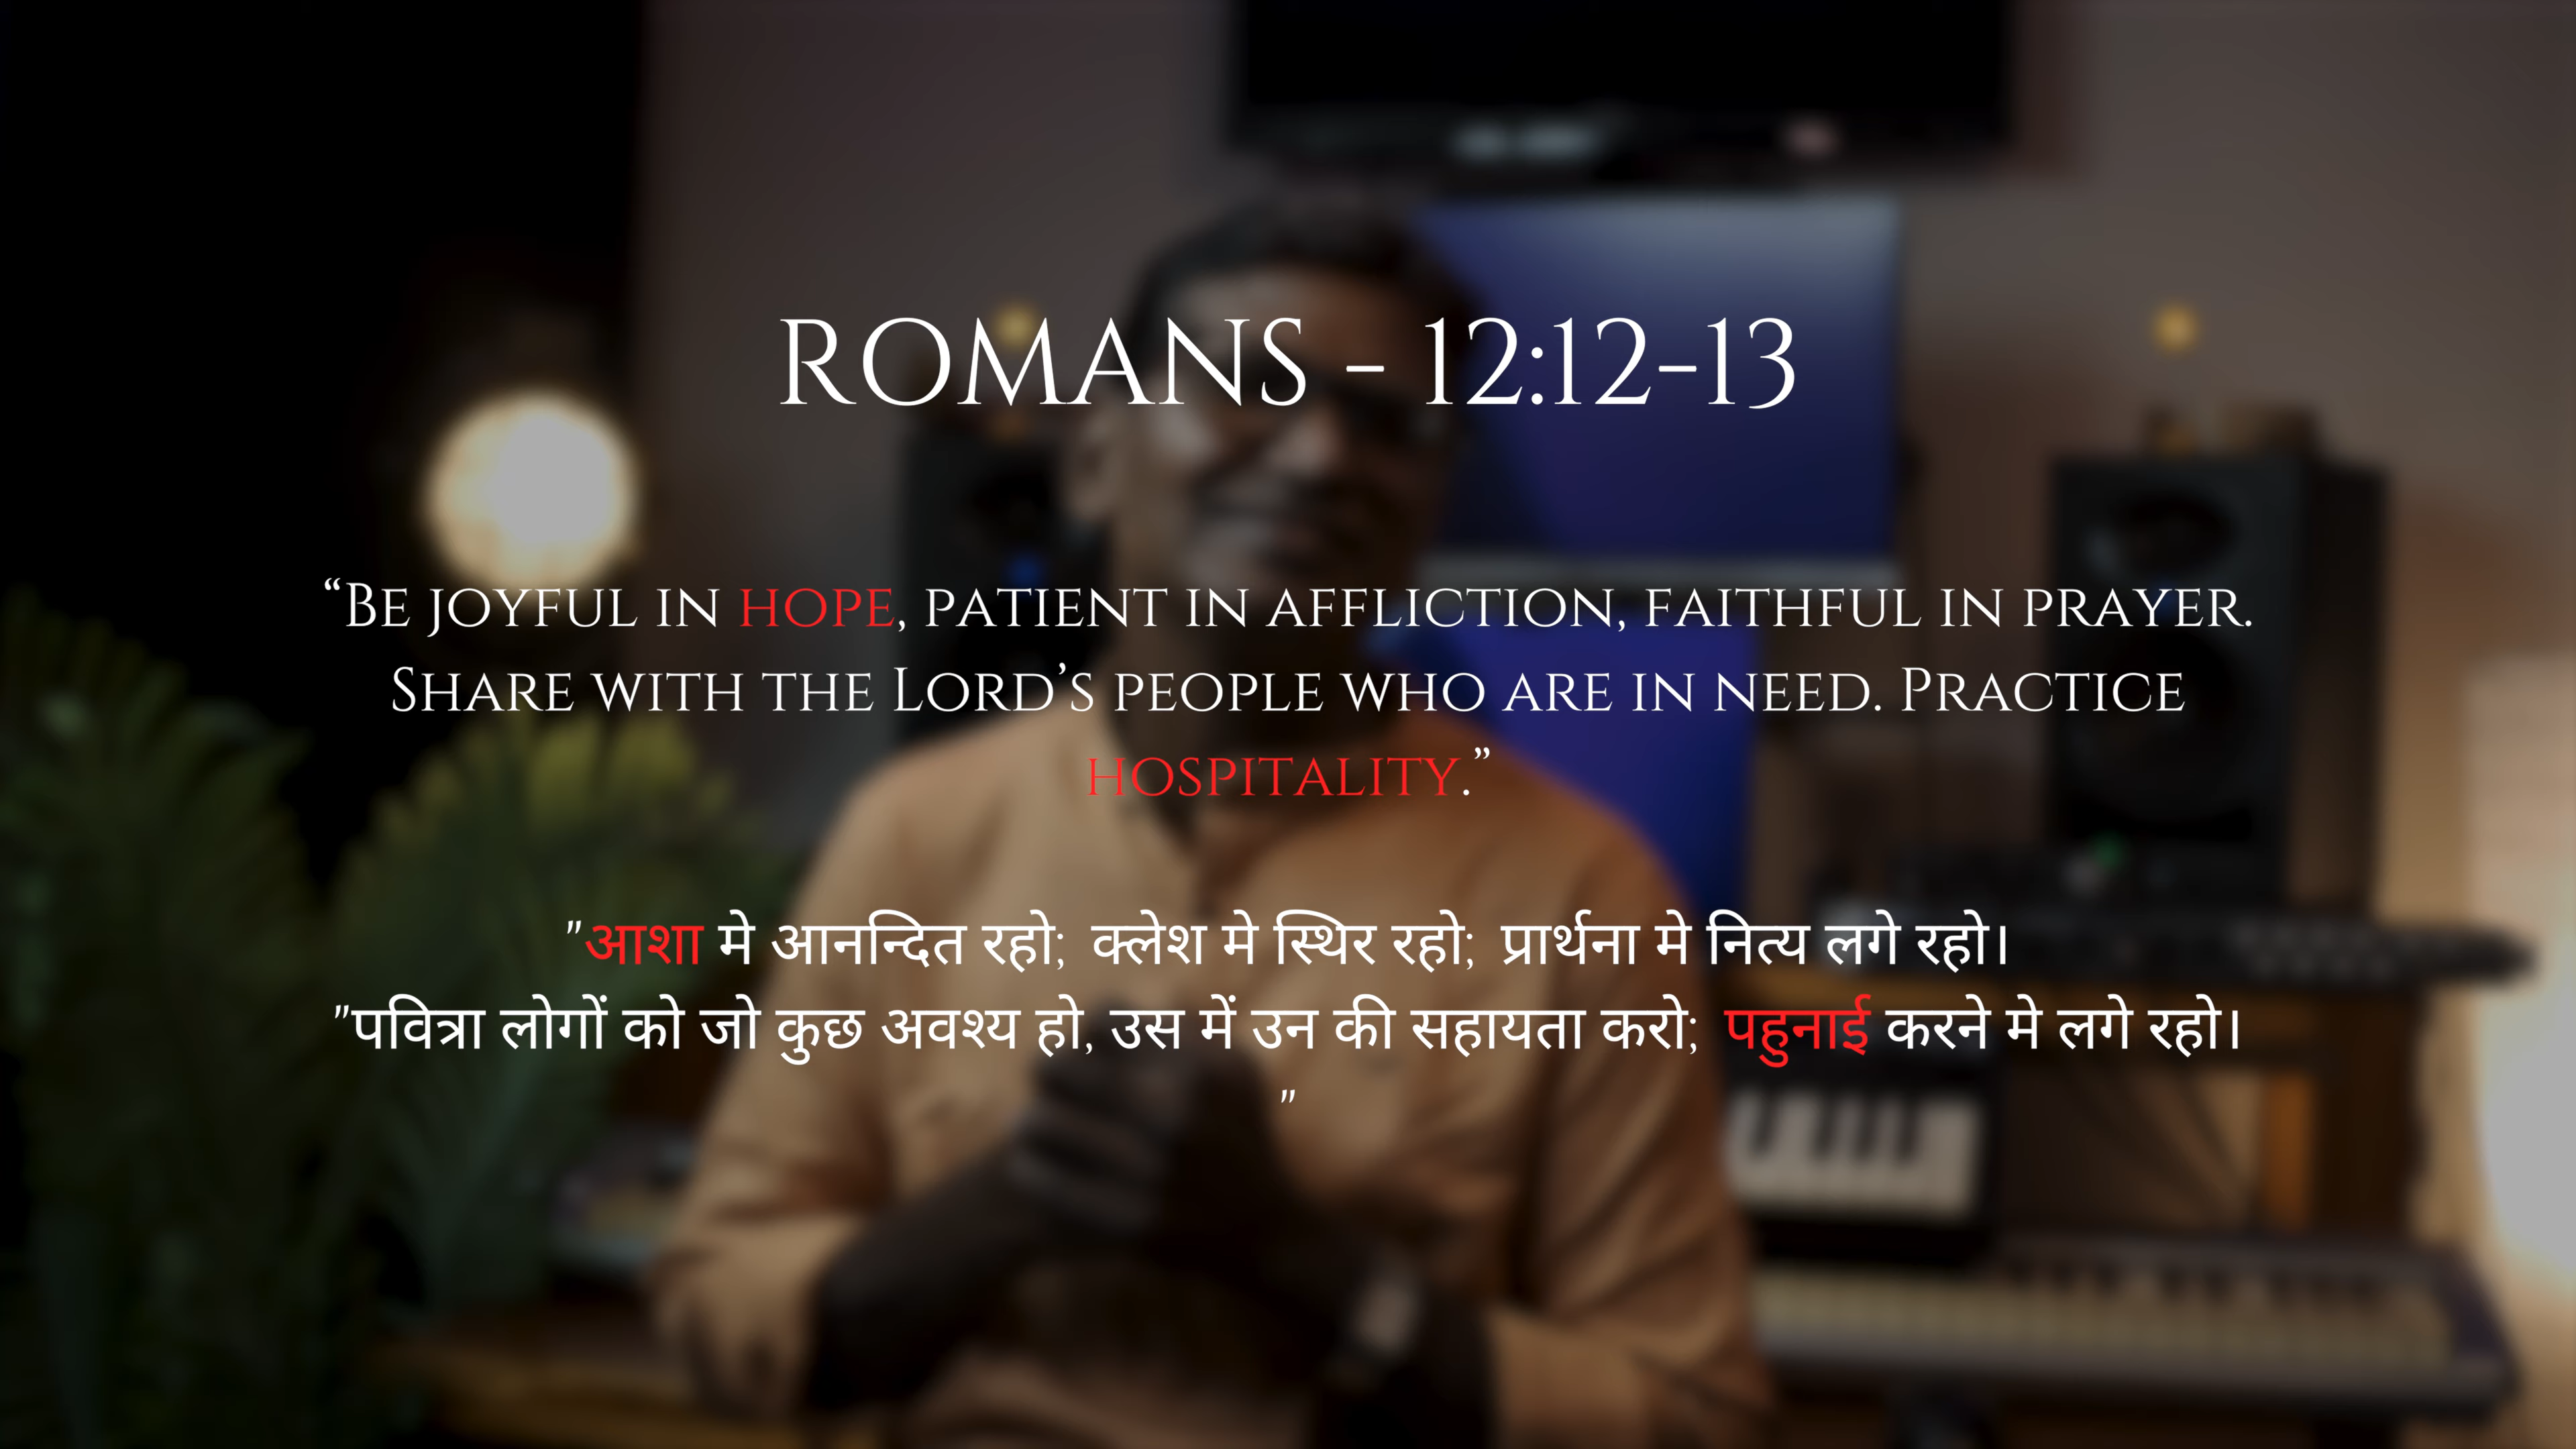 ROMANS - 12:12-13
“Be joyful in hope, patient in affliction, faithful in prayer.
Share with the Lord’s people who are in need. Practice
hospitality.”
"आशा मे आनन्दित रहो; क्लेश मे स्थिर रहो; प्रार्थना मे नित्य लगे रहो।
"पवित्रा लोगों को जो कुछ अवश्य हो, उस में उन की सहायता करो; पहुनाई करने मे लगे रहो।
"